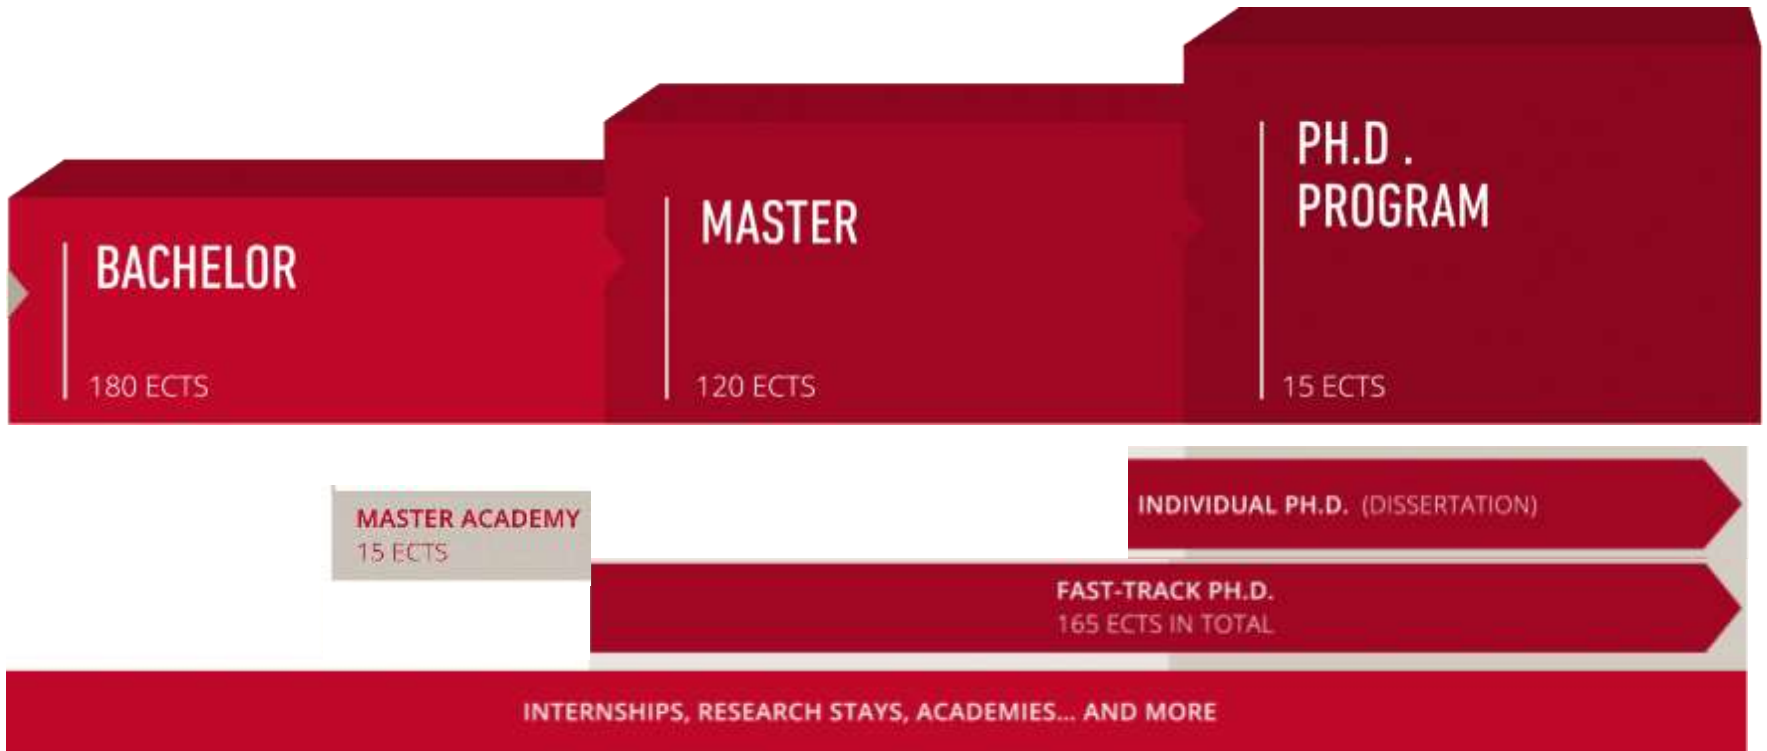 BACHELOR
180 ECTS
MASTER
120 ECTS
PH.D .
PROGRAM
15 ECTS
MASTER ACADEMY
15 ECTS
INDIVIDUAL PH.D. (DISSERTATION)
FAST-TRACK PH.D.
165 ECTS IN TOTAL
INTERNSHIPS, RESEARCH STAYS, ACADEMIES... AND MORE